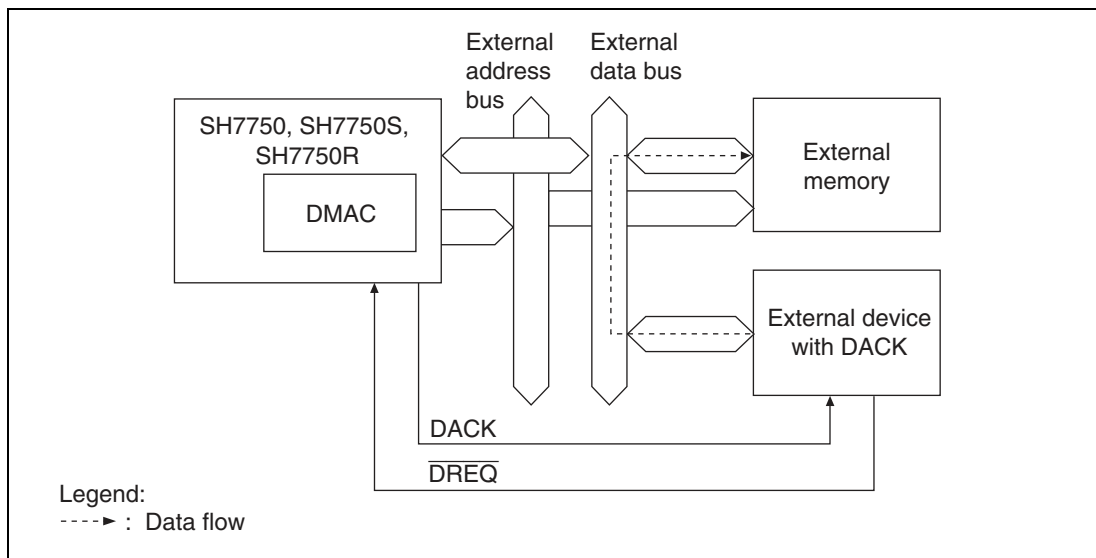 External
address
bus
External
data bus
SH7750, SH7750S,
SH7750R
DMAC
External
memory
External device
with DACK
DACK
D̅R̅E̅Q̅
Legend:
: Data flow